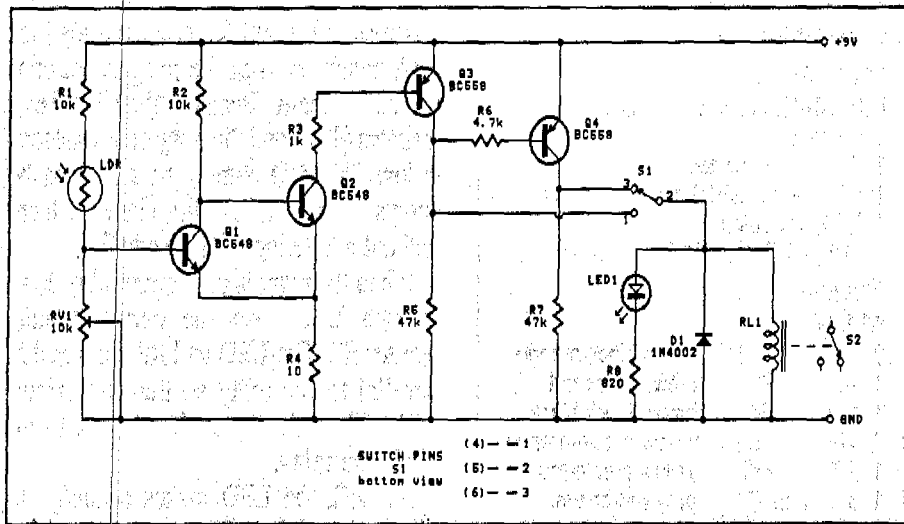 +9V
R1
10k
R2
10k
Q3
BC558
R6
4.7k
Q4
BC558
R3
1k
LDR
Q2
BC548
S1
3
2
1
Q1
BC548
LED1
RV1
10k
R5
47k
R7
47k
D1
1N4002
RL1
S2
R4
10
R8
820
GND
SWITCH PINS
S1
bottom view
(4)— —1
(5)— —2
(6)— —3